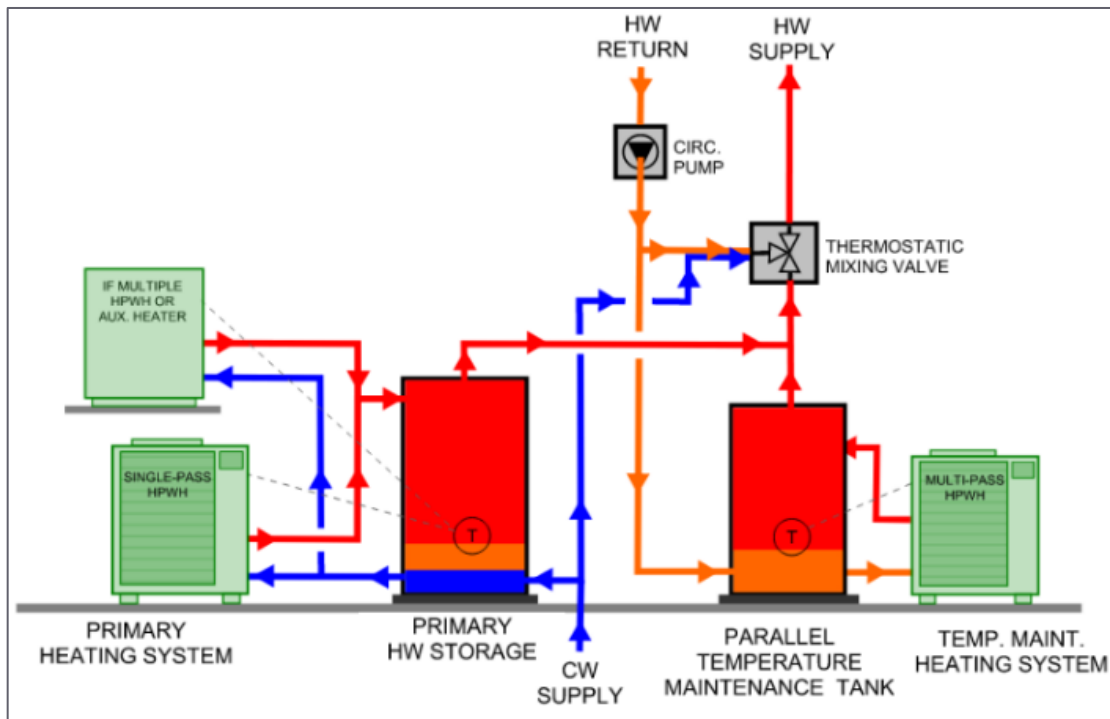 HW
RETURN
HW
SUPPLY
CIRC.
PUMP
THERMOSTATIC
MIXING VALVE
IF MULTIPLE
HPWH OR
AUX. HEATER
SINGLE-PASS
HPWH
T
T
MULTI-PASS
HPWH
PRIMARY
HEATING SYSTEM
PRIMARY
HW STORAGE
CW
SUPPLY
PARALLEL
TEMPERATURE
MAINTENANCE TANK
TEMP. MAINT.
HEATING SYSTEM